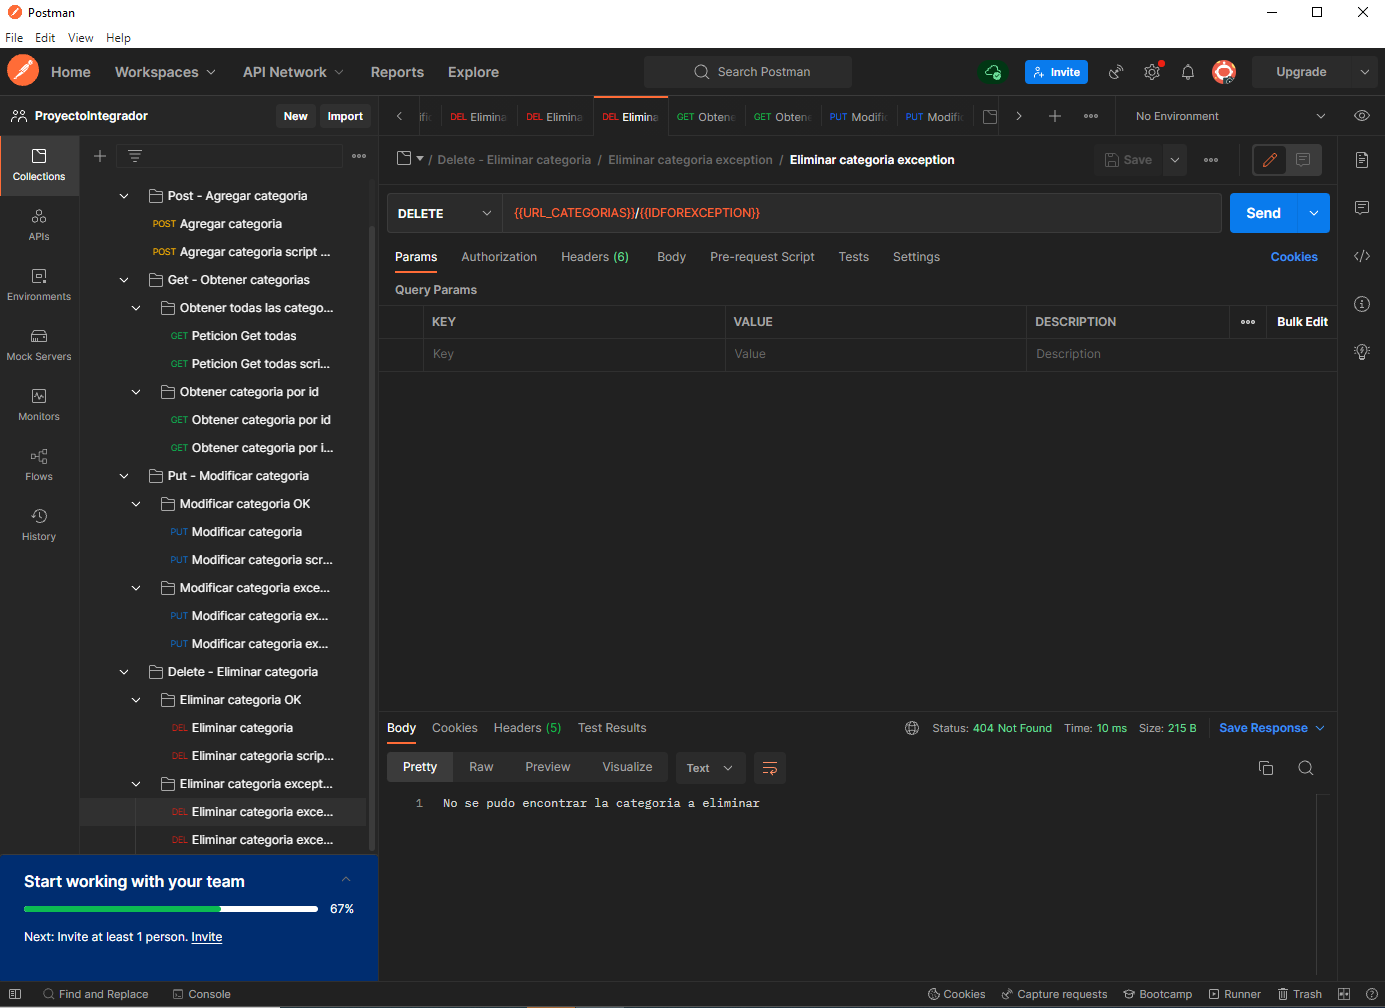 Postman
File Edit View Help
Home Workspaces API Network Reports Explore Search Postman Invite Upgrade
ProyectoIntegrador New Import
DEL Elimina DEL Elimina DEL Elimina GET Obtene GET Obten PUT Modific PUT Modific No Environment
Collections
APIs
Environments
Mock Servers
Monitors
Flows
History
Post - Agregar categoria
POST Agregar categoria
POST Agregar categoria script ...
Get - Obtener categorias
Obtener todas las catego...
GET Peticion Get todas
GET Peticion Get todas scri...
Obtener categoria por id
GET Obtener categoria por id
GET Obtener categoria por i...
Put - Modificar categoria
Modificar categoria OK
PUT Modificar categoria
PUT Modificar categoria scr...
Modificar categoria exce...
PUT Modificar categoria ex...
PUT Modificar categoria ex...
Delete - Eliminar categoria
Eliminar categoria OK
DEL Eliminar categoria
DEL Eliminar categoria scrip...
Eliminar categoria except...
DEL Eliminar categoria exce...
DEL Eliminar categoria exce...
Start working with your team
67%
Next: Invite at least 1 person. Invite
/ Delete - Eliminar categoria / Eliminar categoria exception / Eliminar categoria exception Save
DELETE {{URL_CATEGORIAS}}/{{IDFOREXCEPTION}} Send
Params Authorization Headers (6) Body Pre-request Script Tests Settings Cookies
Query Params
KEY VALUE DESCRIPTION Bulk Edit
Key Value Description
Body Cookies Headers (5) Test Results Status: 404 Not Found Time: 10 ms Size: 215 B Save Response
Pretty Raw Preview Visualize Text
1 No se pudo encontrar la categoria a eliminar
Find and Replace Console Cookies Capture requests Bootcamp Runner Trash